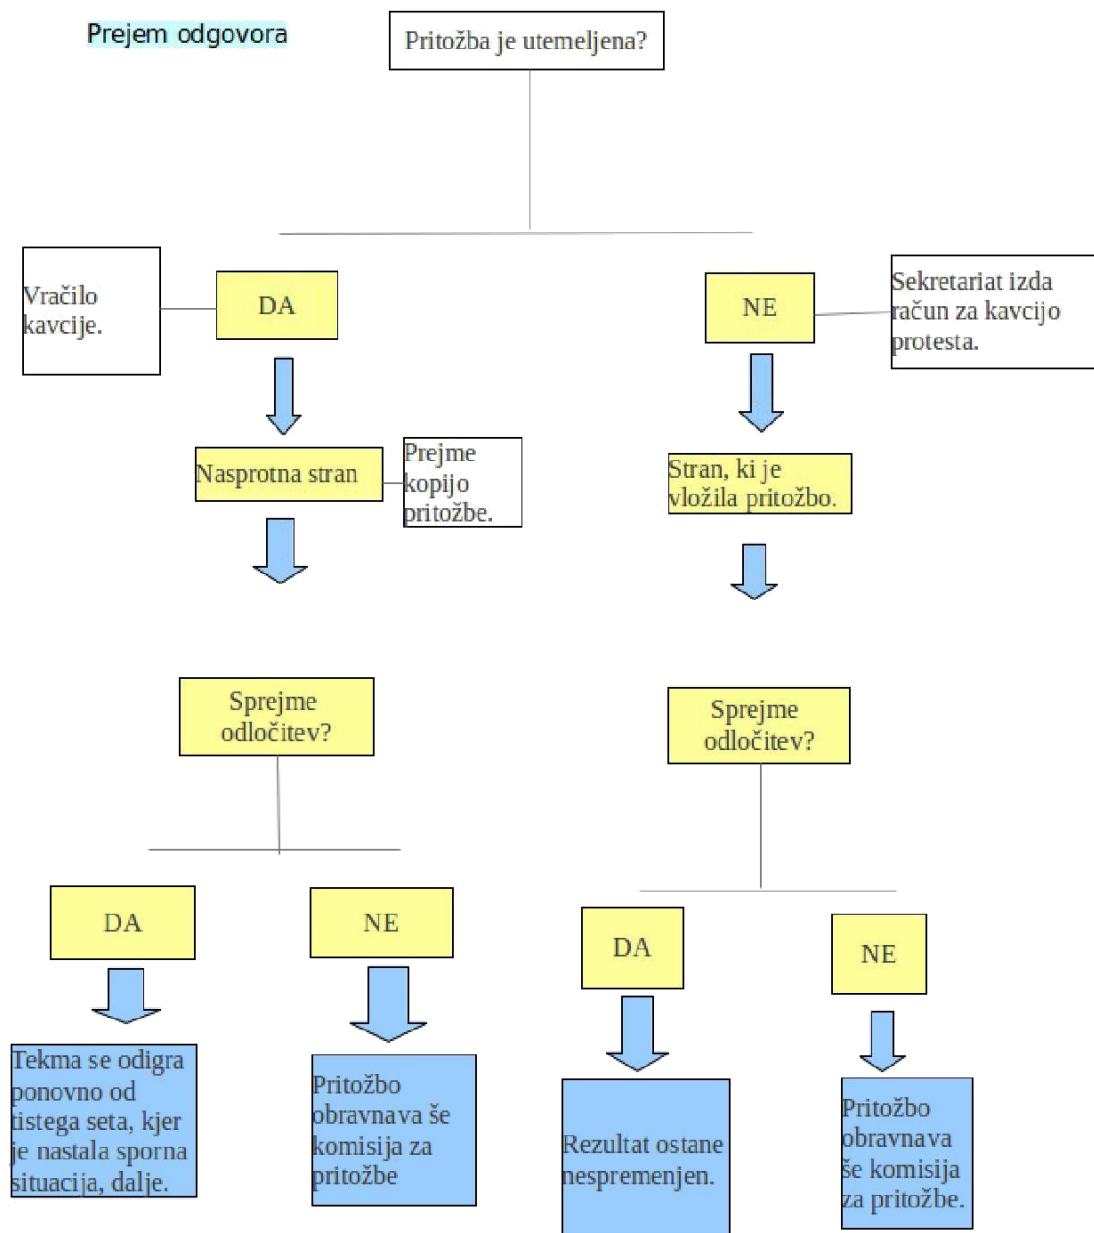 Prejem odgovora
Pritožba je utemeljena?
Vračilo
kavcije.
DA
NE
Sekretariat izda
račun za kavcijo
protesta.
Nasprotna stran
Prejme
kopijo
pritožbe.
Stran, ki je
vložila pritožbo.
Sprejme
odločitev?
Sprejme
odločitev?
DA
NE
DA
NE
Tekma se odigra
ponovno od
tistega seta, kjer
je nastala sporna
situacija, dalje.
Pritožbo
obravnava še
komisija za
pritožbe
Rezultat ostane
nespremenjen.
Pritožbo
obravnava
še komisija
za pritožbe.